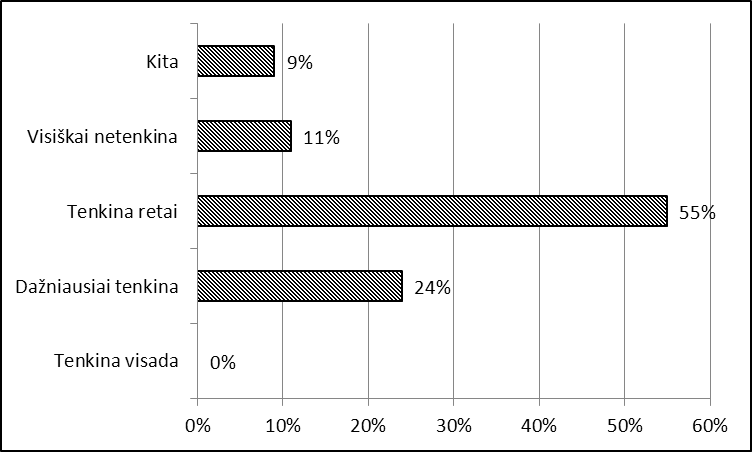 Kita 9%
Visiškai netenkina 11%
Tenkina retai 55%
Dažniausiai tenkina 24%
Tenkina visada 0%
0% 10% 20% 30% 40% 50% 60%